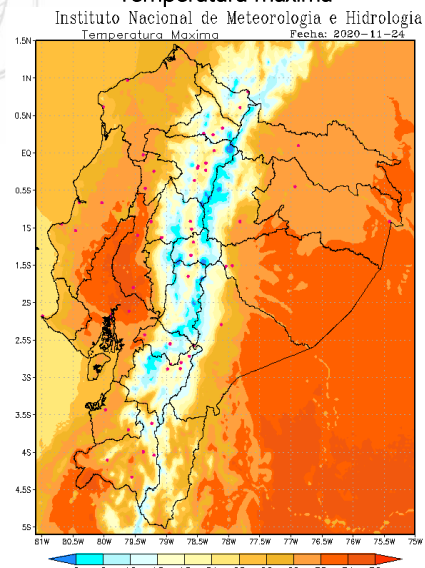 Temperatura máxima
Instituto Nacional de Meteorologia e Hidrologia
Temperatura Maxima Fecha: 2020-11-24
1.5N
1N
0.5N
EQ
0.5S
1S
1.5S
2S
2.5S
3S
3.5S
4S
4.5S
5S
81W 80.5W 80W 79.5W 79W 78.5W 78W 77.5W 77W 76.5W 76W 75.5W 75W